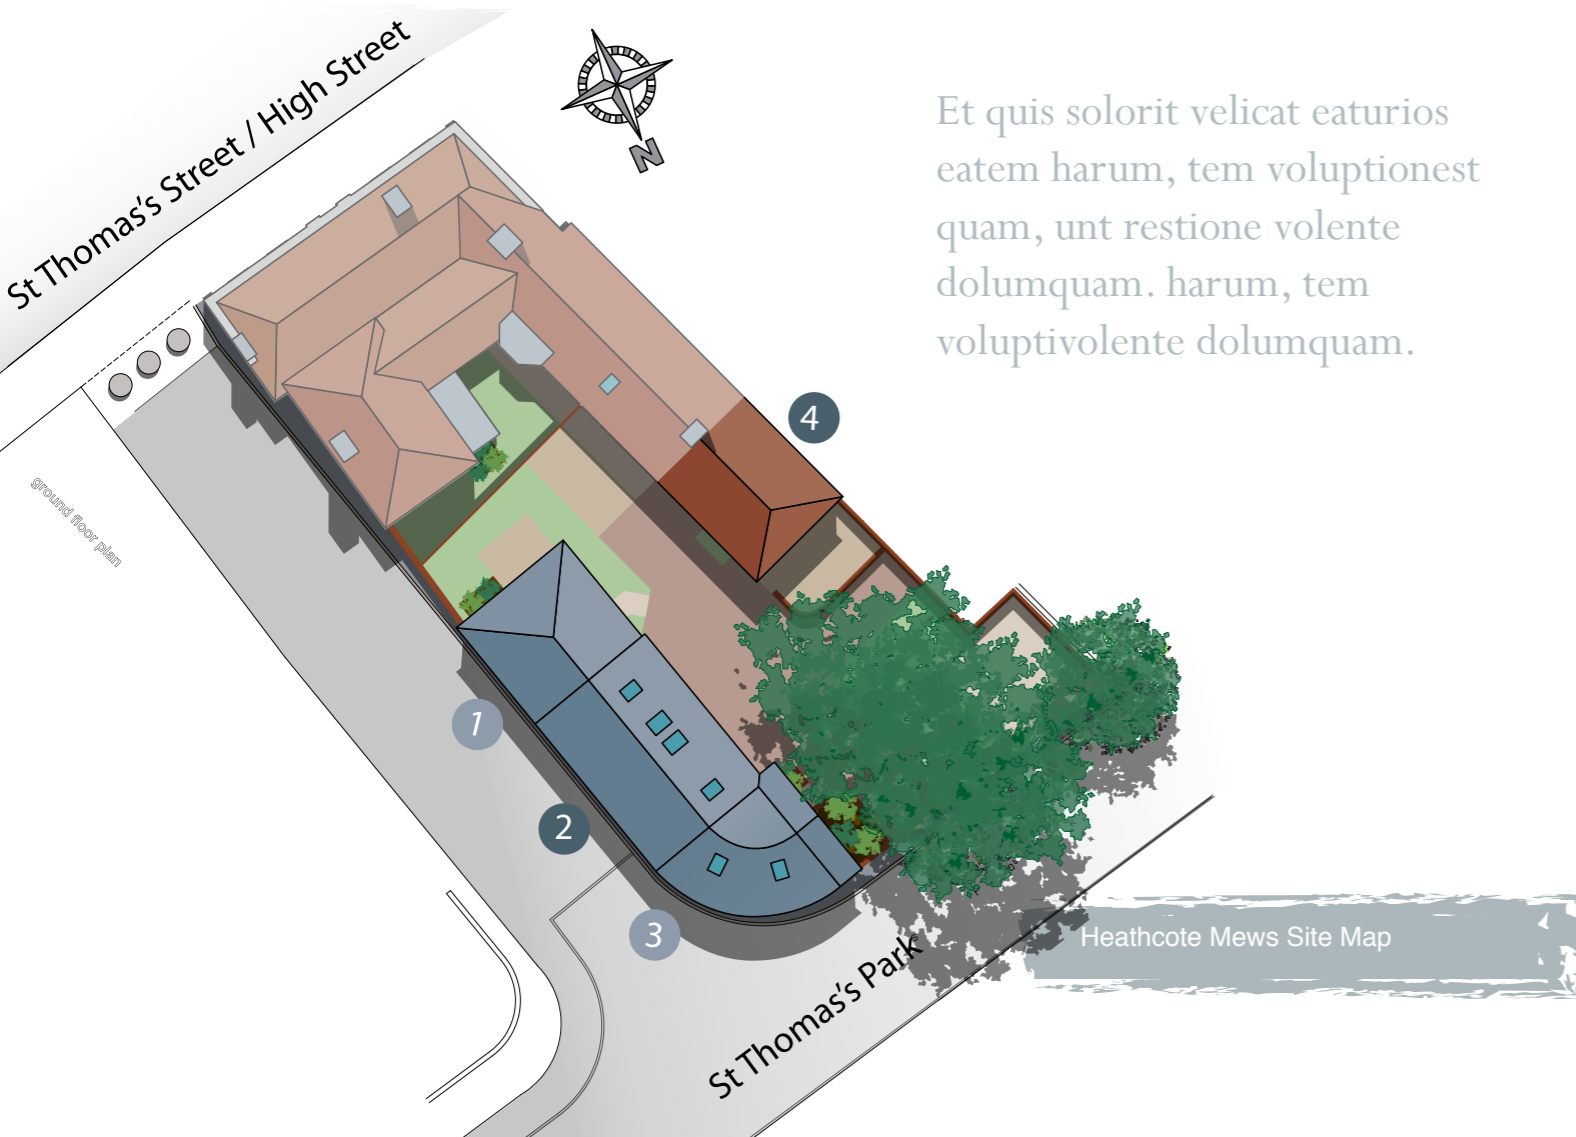 St Thomas's Street / High Street
N
Et quis solorit velicat eaturios
eatem harum, tem voluptionest
quam, unt restione volente
dolumquam. harum, tem
voluptivolente dolumquam.
4
ground floor plan
1
2
3
Heathcote Mews Site Map
St Thomas's Park